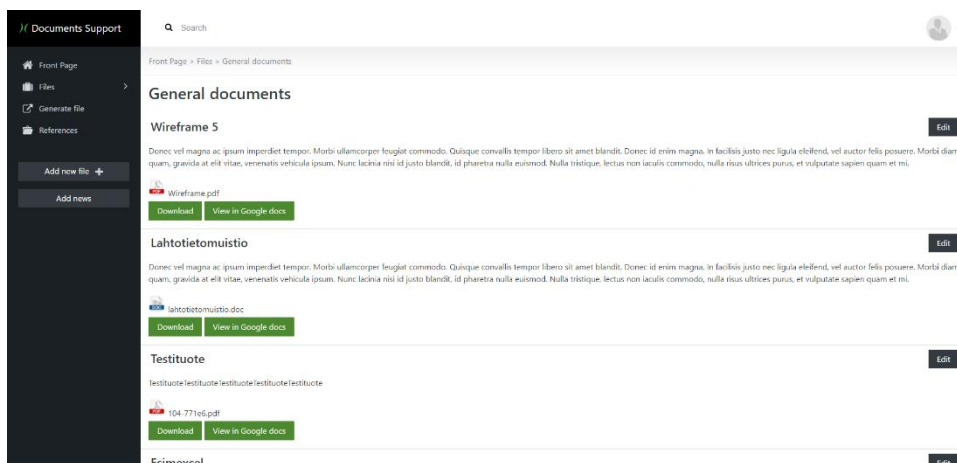 Documents Support
Search
Front Page
Files
Generate file
References
Add new file +
Add news
Front Page > Files > General documents
General documents
Wireframe 5
Edit
Donec vel magna ac ipsum imperdiet tempor. Morbi ullamcorper feugiat commodo. Quisque convallis tempor libero sit amet blandit. Donec id enim magna. In facilisis justo nec ligula eleifend, vel auctor felis posuere. Morbi diam
quam, gravida at elit vitae, venenatis vehicula ipsum. Nunc lacinia nisi id justo blandit, id pharetra nulla euismod. Nulla tristique, lectus non iaculis commodo, nulla risus ultrices purus, et vulputate sapien quam et mi.
PDF Wireframe.pdf
Download View in Google docs
Lahtotietomuistio
Edit
Donec vel magna ac ipsum imperdiet tempor. Morbi ullamcorper feugiat commodo. Quisque convallis tempor libero sit amet blandit. Donec id enim magna. In facilisis justo nec ligula eleifend, vel auctor felis posuere. Morbi diam
quam, gravida at elit vitae, venenatis vehicula ipsum. Nunc lacinia nisi id justo blandit, id pharetra nulla euismod. Nulla tristique, lectus non iaculis commodo, nulla risus ultrices purus, et vulputate sapien quam et mi.
DOC lahtotietomuistio.doc
Download View in Google docs
Testituote
Edit
TestituoteTestituoteTestituoteTestituoteTestituote
PDF 104-771e6.pdf
Download View in Google docs
Esimexcel
Edit